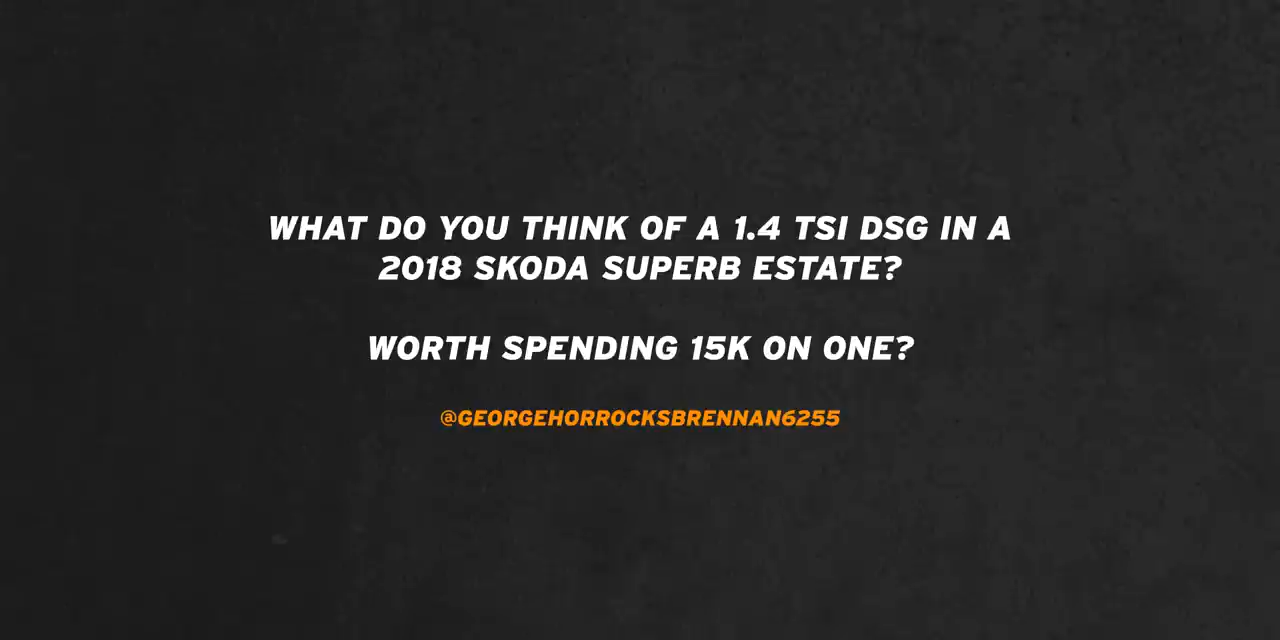 WHAT DO YOU THINK OF A 1.4 TSI DSG IN A
2018 SKODA SUPERB ESTATE?
WORTH SPENDING 15K ON ONE?
@GEORGEHORROCKSBRENNAN6255